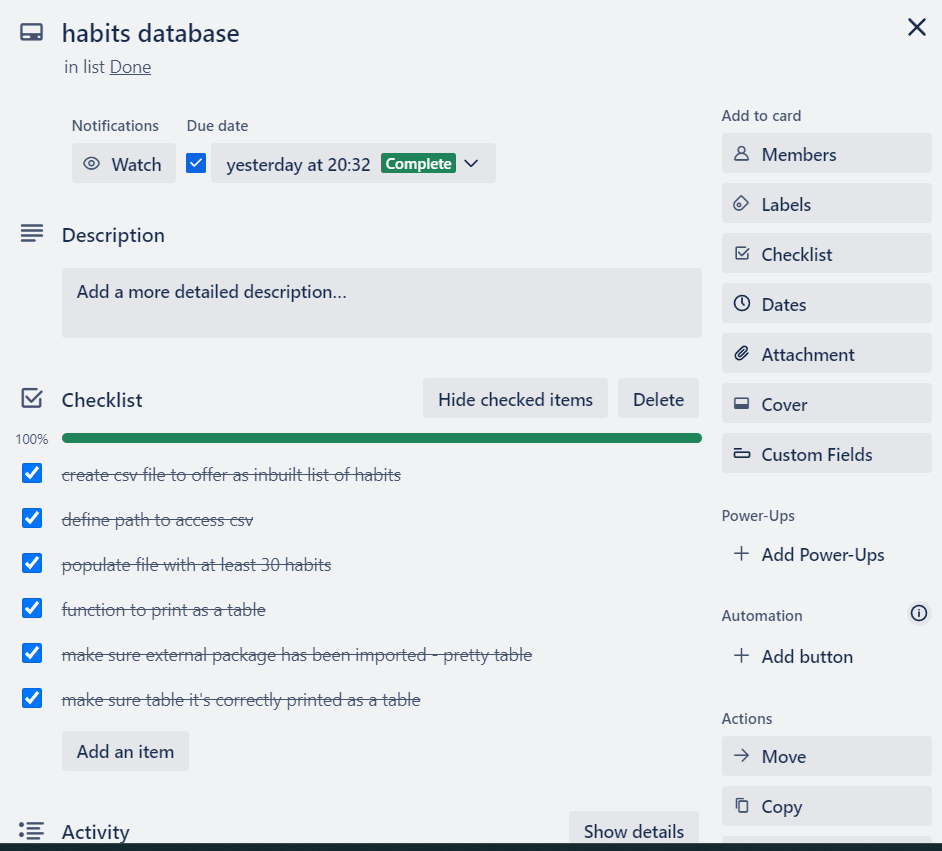 habits database
in list Done
Notifications
Due date
Watch
yesterday at 20:32 Complete
Description
Add a more detailed description...
Checklist
Hide checked items
Delete
100%
create csv file to offer as inbuilt list of habits
define path to access csv
populate file with at least 30 habits
function to print as a table
make sure external package has been imported - pretty table
make sure table it's correctly printed as a table
Add an item
Activity
Show details
Add to card
Members
Labels
Checklist
Dates
Attachment
Cover
Custom Fields
Power-Ups
Add Power-Ups
Automation
Add button
Actions
Move
Copy